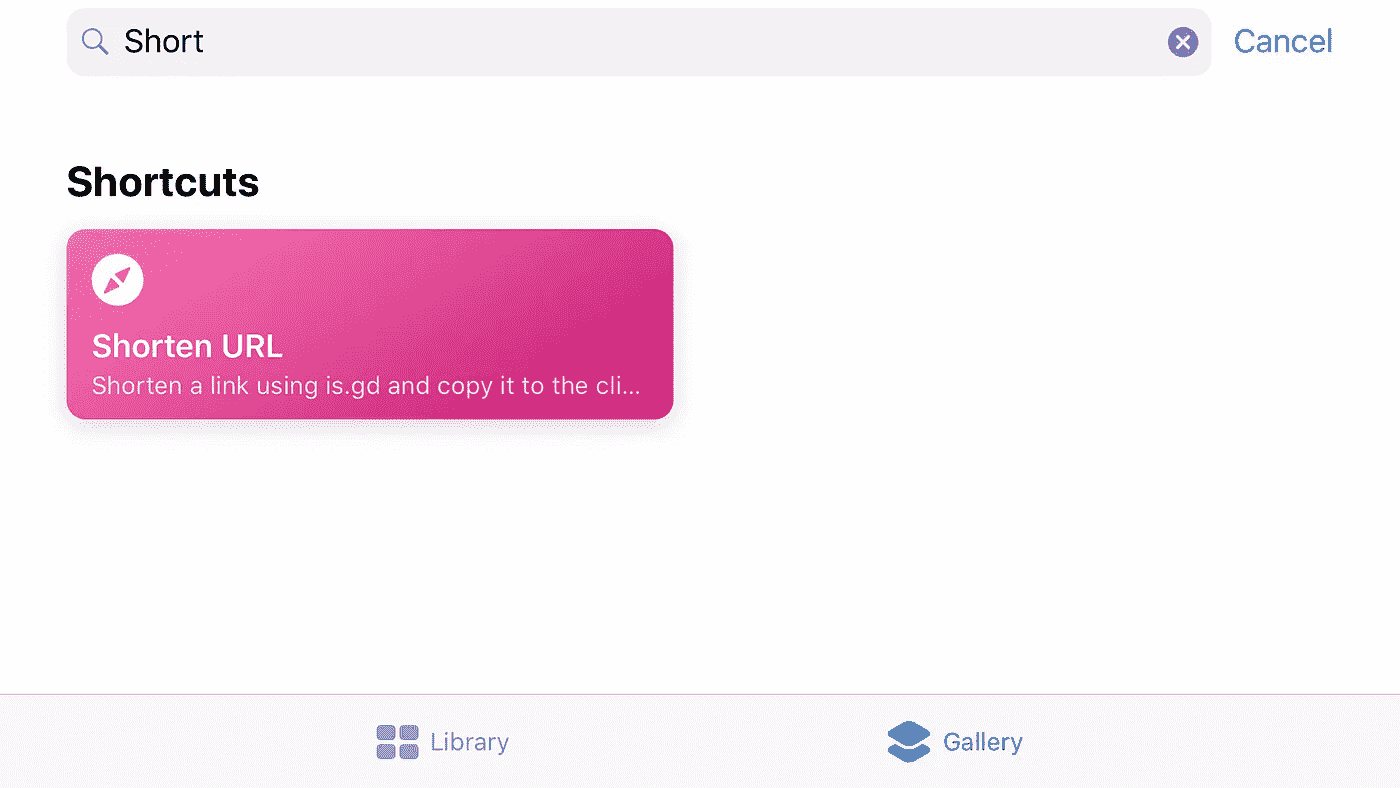 Short
Cancel
Shortcuts
Shorten URL
Shorten a link using is.gd and copy it to the cli...
Library
Gallery